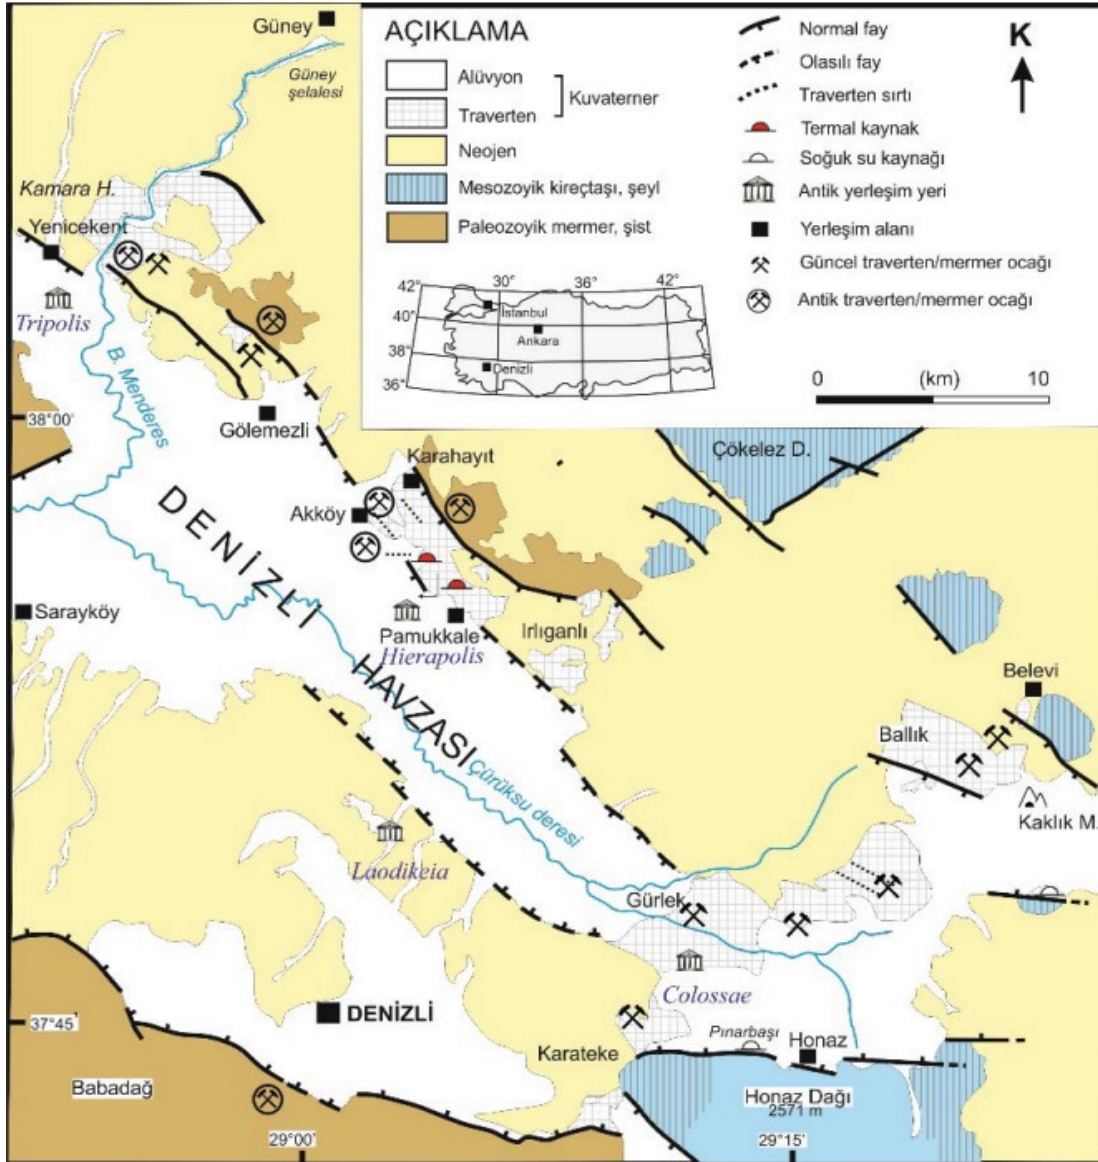 AÇIKLAMA
Alüvyon
Traverten
Kuvaterner
Neojen
Mesozoyik kireçtaşı, şeyl
Paleozoyik mermer, şist
Normal fay
Olasılı fay
Traverten sırtı
Termal kaynak
Soğuk su kaynağı
Antik yerleşim yeri
Yerleşim alanı
Güncel traverten/mermer ocağı
Antik traverten/mermer ocağı
K
30°
36°
42°
42°
40°
38°
36°
İstanbul
Ankara
Denizli
0 (km) 10
Güney
Güney
şelalesi
Kamara H.
Yenicekent
Tripolis
B. Menderes
38°00'
Gölemezli
Çökelez D.
Karahayıt
Akköy
DENİZLİ
HAVZASI
Sarayköy
Pamukkale
Hierapolis
Irlıganlı
Belevi
Ballık
Kaklık M.
Çürüksu deresi
Laodikeia
Gürlek
Colossae
DENİZLİ
37°45'
Pınarbaşı
Honaz
Karateke
Babadağ
Honaz Dağı
2571 m
29°00'
29°15'